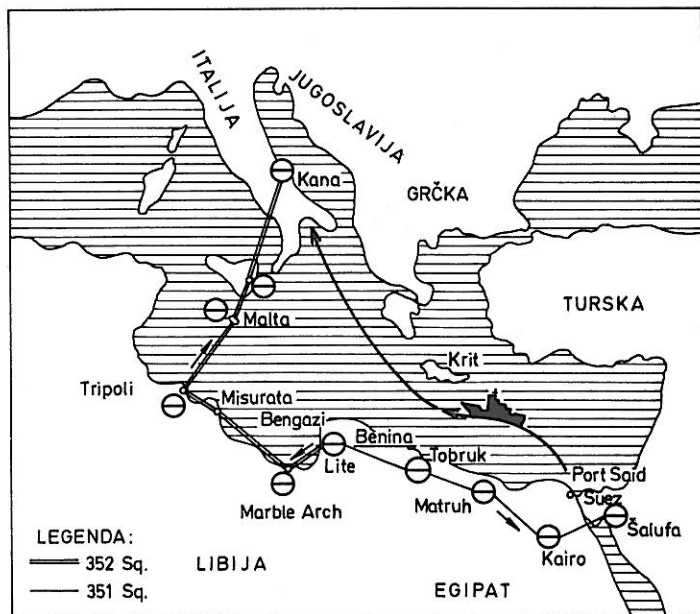 ITALIJA
JUGOSLAVIJA
Kana
GRČKA
TURSKA
Malta
Krit
Tripoli
Misurata
Bengazi
Bènina
Lite
Tobruk
Port Said
Suez
Marble Arch
Matruh
Šalufa
Kairo
LEGENDA:
352 Sq.
351 Sq.
LIBIJA
EGIPAT